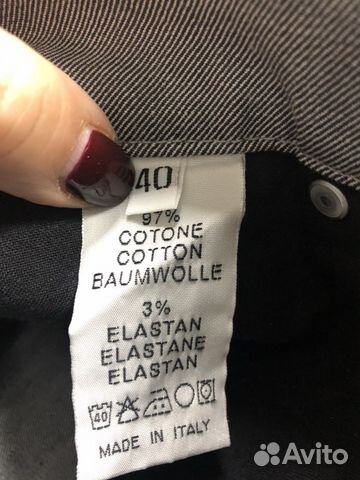 40
97%
COTONE
COTTON
BAUMWOLLE
3%
ELASTAN
ELASTANE
ELASTAN
40
MADE IN ITALY
Avito